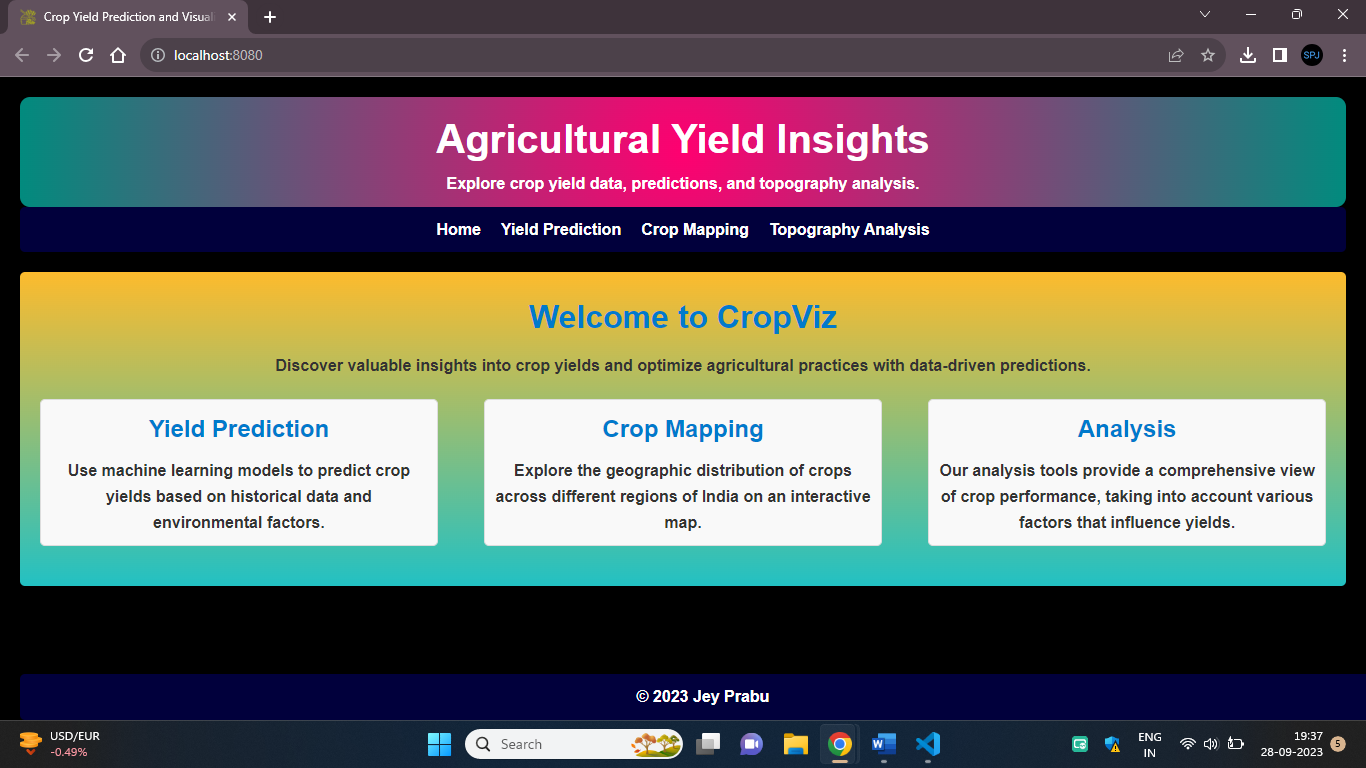 Crop Yield Prediction and Visuali
localhost:8080
SPJ
Agricultural Yield Insights
Explore crop yield data, predictions, and topography analysis.
Home Yield Prediction Crop Mapping Topography Analysis
Welcome to CropViz
Discover valuable insights into crop yields and optimize agricultural practices with data-driven predictions.
Yield Prediction
Use machine learning models to predict crop
yields based on historical data and
environmental factors.
Crop Mapping
Explore the geographic distribution of crops
across different regions of India on an interactive
map.
Analysis
Our analysis tools provide a comprehensive view
of crop performance, taking into account various
factors that influence yields.
© 2023 Jey Prabu
USD/EUR
-0.49%
Search
ENG
IN
19:37
28-09-2023
5